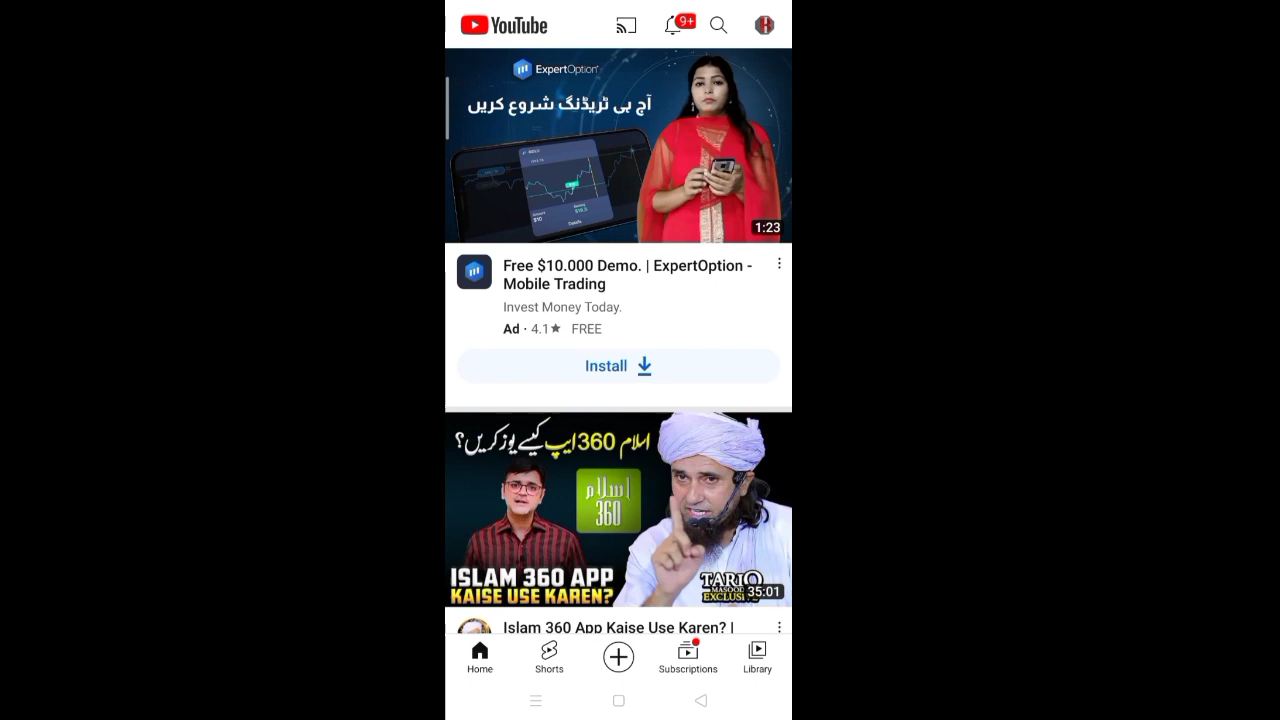 YouTube
9+
ExpertOption
آج ہی ٹریڈنگ شروع کریں
1:23
Free $10.000 Demo. | ExpertOption -
Mobile Trading
Invest Money Today.
Ad · 4.1★ FREE
Install
اسلام 360 ایپ کیسے یوز کریں؟
اسلام
360
ISLAM 360 APP
KAISE USE KAREN?
TARIQ
MASOOD
35:01
Islam 360 App Kaise Use Karen? |
Home
Shorts
Subscriptions
Library